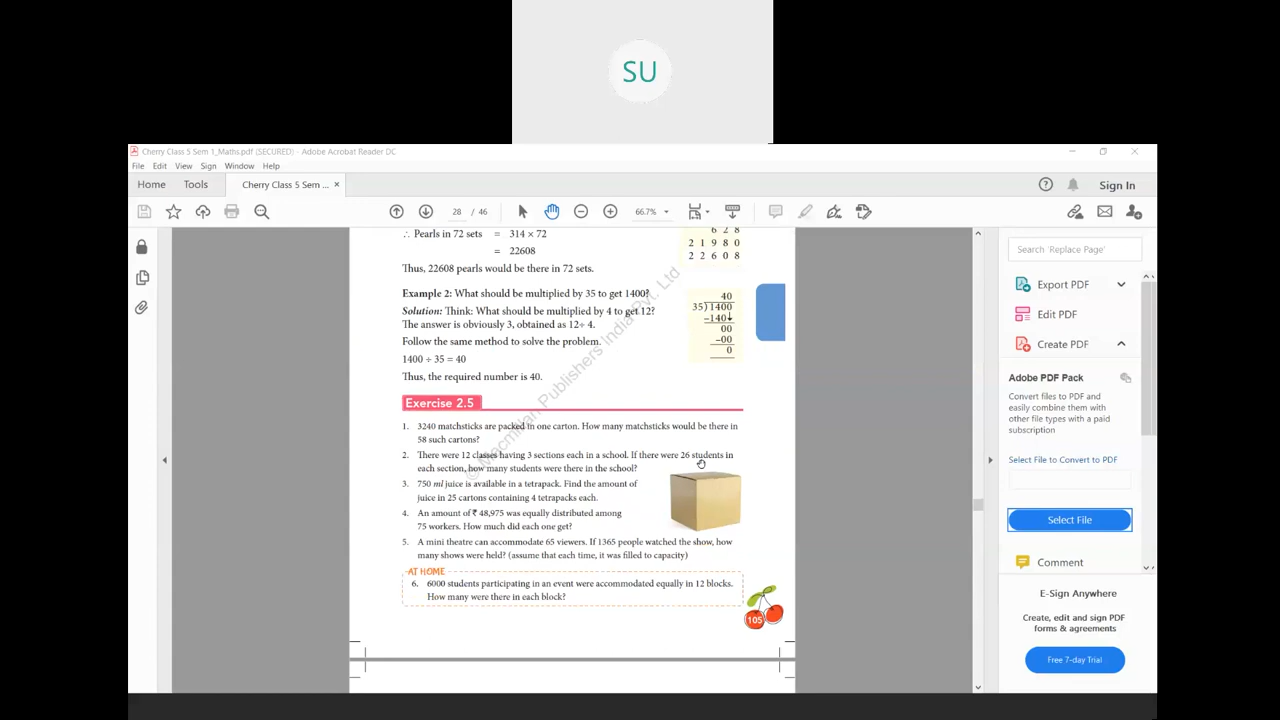 SU
Cherry Class 5 Sem 1_Maths.pdf (SECURED) - Adobe Acrobat Reader DC
File Edit View Sign Window Help
Home Tools Cherry Class 5 Sem ... × Sign In
28 / 46 66.7%
∴ Pearls in 72 sets = 314 × 72
= 22608
Thus, 22608 pearls would be there in 72 sets.
6 2 8
2 1 9 8 0
2 2 6 0 8
Example 2: What should be multiplied by 35 to get 1400?
Solution: Think: What should be multiplied by 4 to get 12?
The answer is obviously 3, obtained as 12÷ 4.
Follow the same method to solve the problem.
1400 ÷ 35 = 40
Thus, the required number is 40.
40
35)1400
−140
00
−00
0
© Macmillan Publishers India Pvt. Ltd
Exercise 2.5
1. 3240 matchsticks are packed in one carton. How many matchsticks would be there in
58 such cartons?
2. There were 12 classes having 3 sections each in a school. If there were 26 students in
each section, how many students were there in the school?
3. 750 ml juice is available in a tetrapack. Find the amount of
juice in 25 cartons containing 4 tetrapacks each.
4. An amount of ₹ 48,975 was equally distributed among
75 workers. How much did each one get?
5. A mini theatre can accommodate 65 viewers. If 1365 people watched the show, how
many shows were held? (assume that each time, it was filled to capacity)
AT HOME
6. 6000 students participating in an event were accommodated equally in 12 blocks.
How many were there in each block?
105
Search 'Replace Page'
Export PDF
Edit PDF
Create PDF
Adobe PDF Pack
Convert files to PDF and
easily combine them with
other file types with a paid
subscription
Select File to Convert to PDF
Select File
Comment
E-Sign Anywhere
Create, edit and sign PDF
forms & agreements
Free 7-day Trial